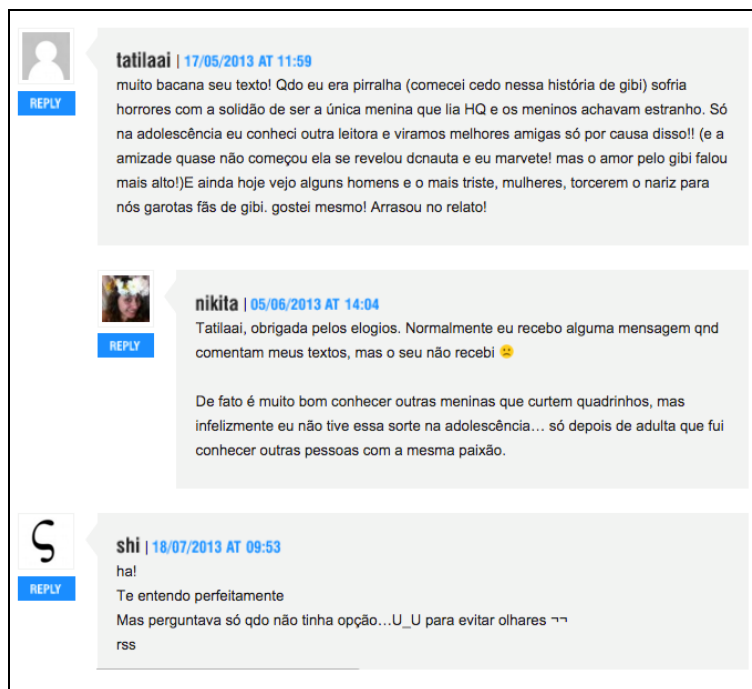 tatilaai | 17/05/2013 AT 11:59
REPLY
muito bacana seu texto! Qdo eu era pirralha (comecei cedo nessa história de gibi) sofria
horrores com a solidão de ser a única menina que lia HQ e os meninos achavam estranho. Só
na adolescência eu conheci outra leitora e viramos melhores amigas só por causa disso!! (e a
amizade quase não começou ela se revelou dcnauta e eu marvete! mas o amor pelo gibi falou
mais alto!)E ainda hoje vejo alguns homens e o mais triste, mulheres, torcerem o nariz para
nós garotas fãs de gibi. gostei mesmo! Arrasou no relato!
nikita | 05/06/2013 AT 14:04
REPLY
Tatilaai, obrigada pelos elogios. Normalmente eu recebo alguma mensagem qnd
comentam meus textos, mas o seu não recebi 🙁
De fato é muito bom conhecer outras meninas que curtem quadrinhos, mas
infelizmente eu não tive essa sorte na adolescência… só depois de adulta que fui
conhecer outras pessoas com a mesma paixão.
ς
shi | 18/07/2013 AT 09:53
REPLY
ha!
Te entendo perfeitamente
Mas perguntava só qdo não tinha opção…U_U para evitar olhares ¬¬
rss